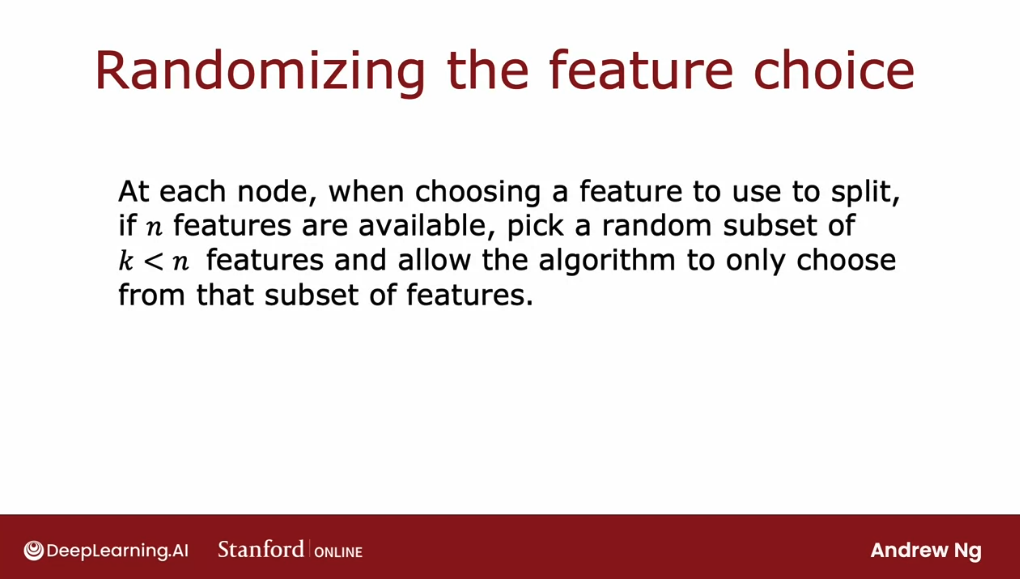 Randomizing the feature choice
At each node, when choosing a feature to use to split,
if n features are available, pick a random subset of
k < n features and allow the algorithm to only choose
from that subset of features.
DeepLearning.AI Stanford | ONLINE Andrew Ng